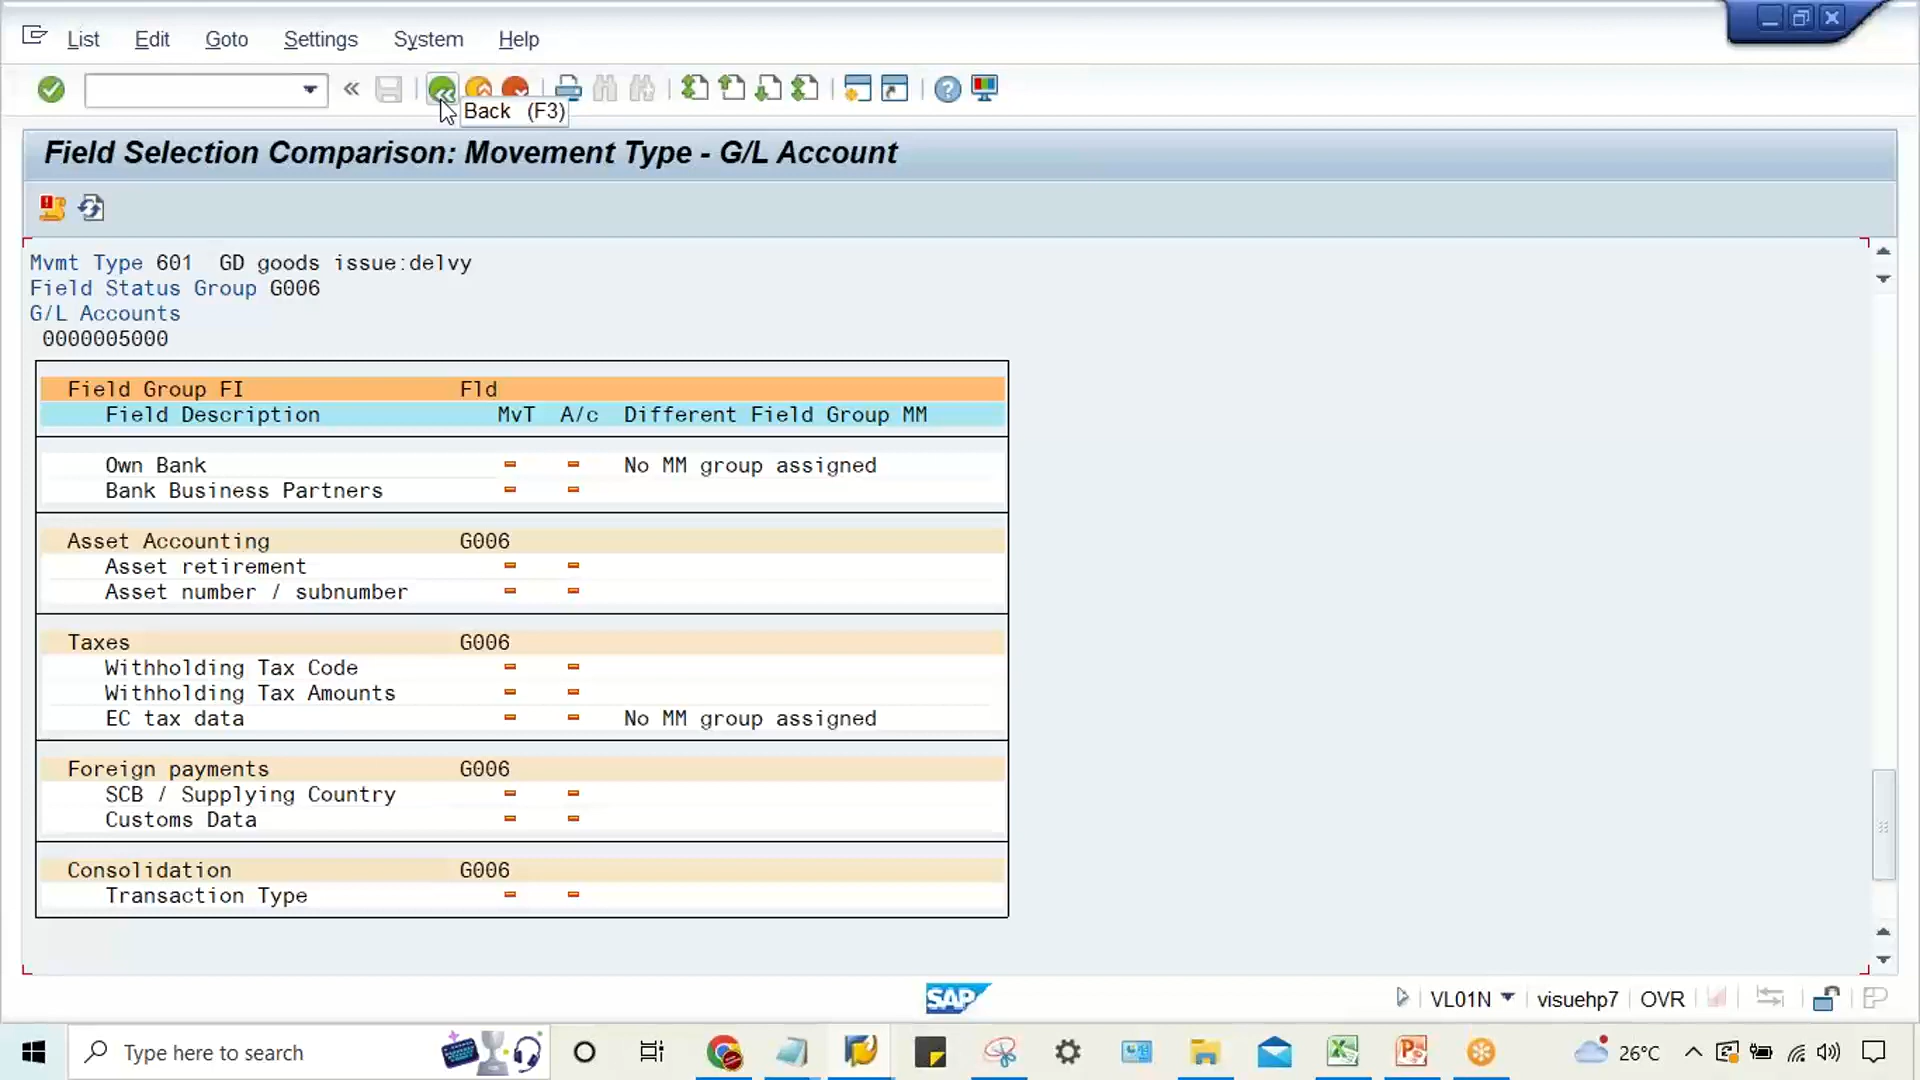 List Edit Goto Settings System Help
Back (F3)
Field Selection Comparison: Movement Type - G/L Account
Mvmt Type 601 GD goods issue:delvy
Field Status Group G006
G/L Accounts
0000005000
Field Group FI Fld
Field Description MvT A/c Different Field Group MM
Own Bank - - No MM group assigned
Bank Business Partners - -
Asset Accounting G006
Asset retirement - -
Asset number / subnumber - -
Taxes G006
Withholding Tax Code - -
Withholding Tax Amounts - -
EC tax data - - No MM group assigned
Foreign payments G006
SCB / Supplying Country - -
Customs Data - -
Consolidation G006
Transaction Type - -
SAP
VL01N visuehp7 OVR
Type here to search
26°C